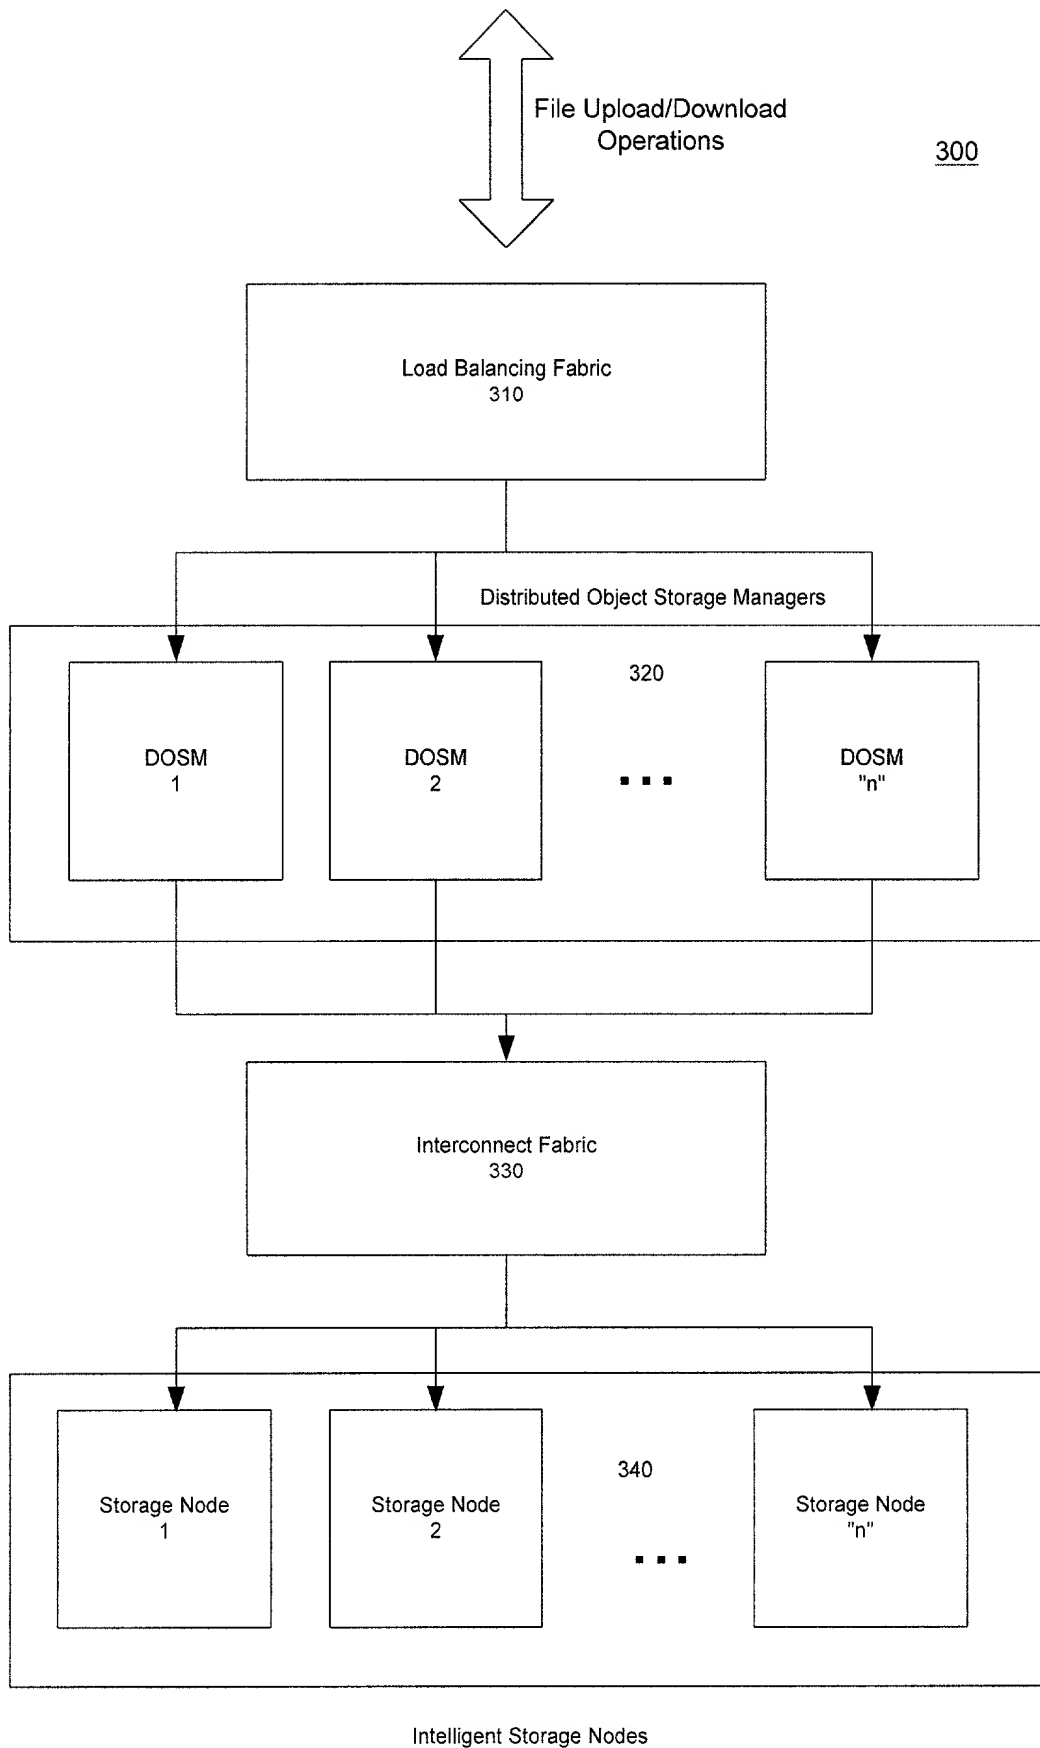 File Upload/Download
Operations
300
Load Balancing Fabric
310
Distributed Object Storage Managers
320
DOSM
1
DOSM
2
DOSM
"n"
Interconnect Fabric
330
340
Storage Node
1
Storage Node
2
Storage Node
"n"
Intelligent Storage Nodes